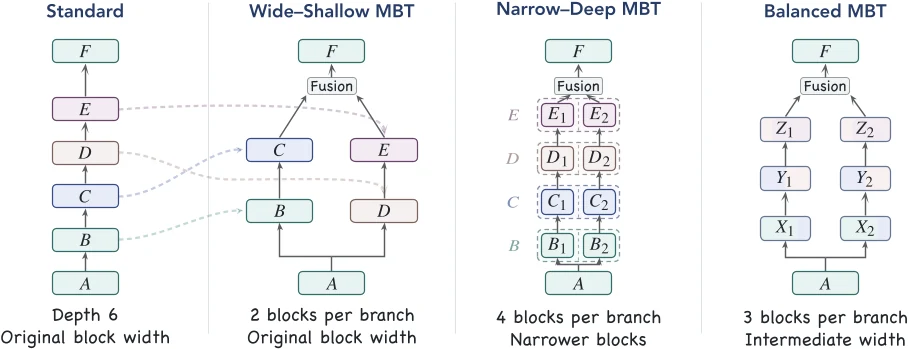 Standard
F
E
D
C
B
A
Depth 6
Original block width
Wide–Shallow MBT
F
Fusion
C
E
B
D
A
2 blocks per branch
Original block width
Narrow–Deep MBT
F
Fusion
E
E1
E2
D
D1
D2
C
C1
C2
B
B1
B2
A
4 blocks per branch
Narrower blocks
Balanced MBT
F
Fusion
Z1
Z2
Y1
Y2
X1
X2
A
3 blocks per branch
Intermediate width